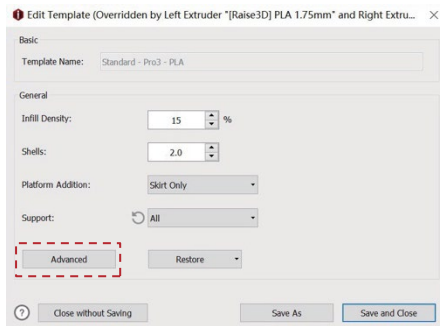 Edit Template (Overridden by Left Extruder "[Raise3D] PLA 1.75mm" and Right Extru...
Basic
Template Name: Standard - Pro3 - PLA
General
Infill Density: 15 %
Shells: 2.0
Platform Addition: Skirt Only
Support: All
Advanced Restore
? Close without Saving Save As Save and Close